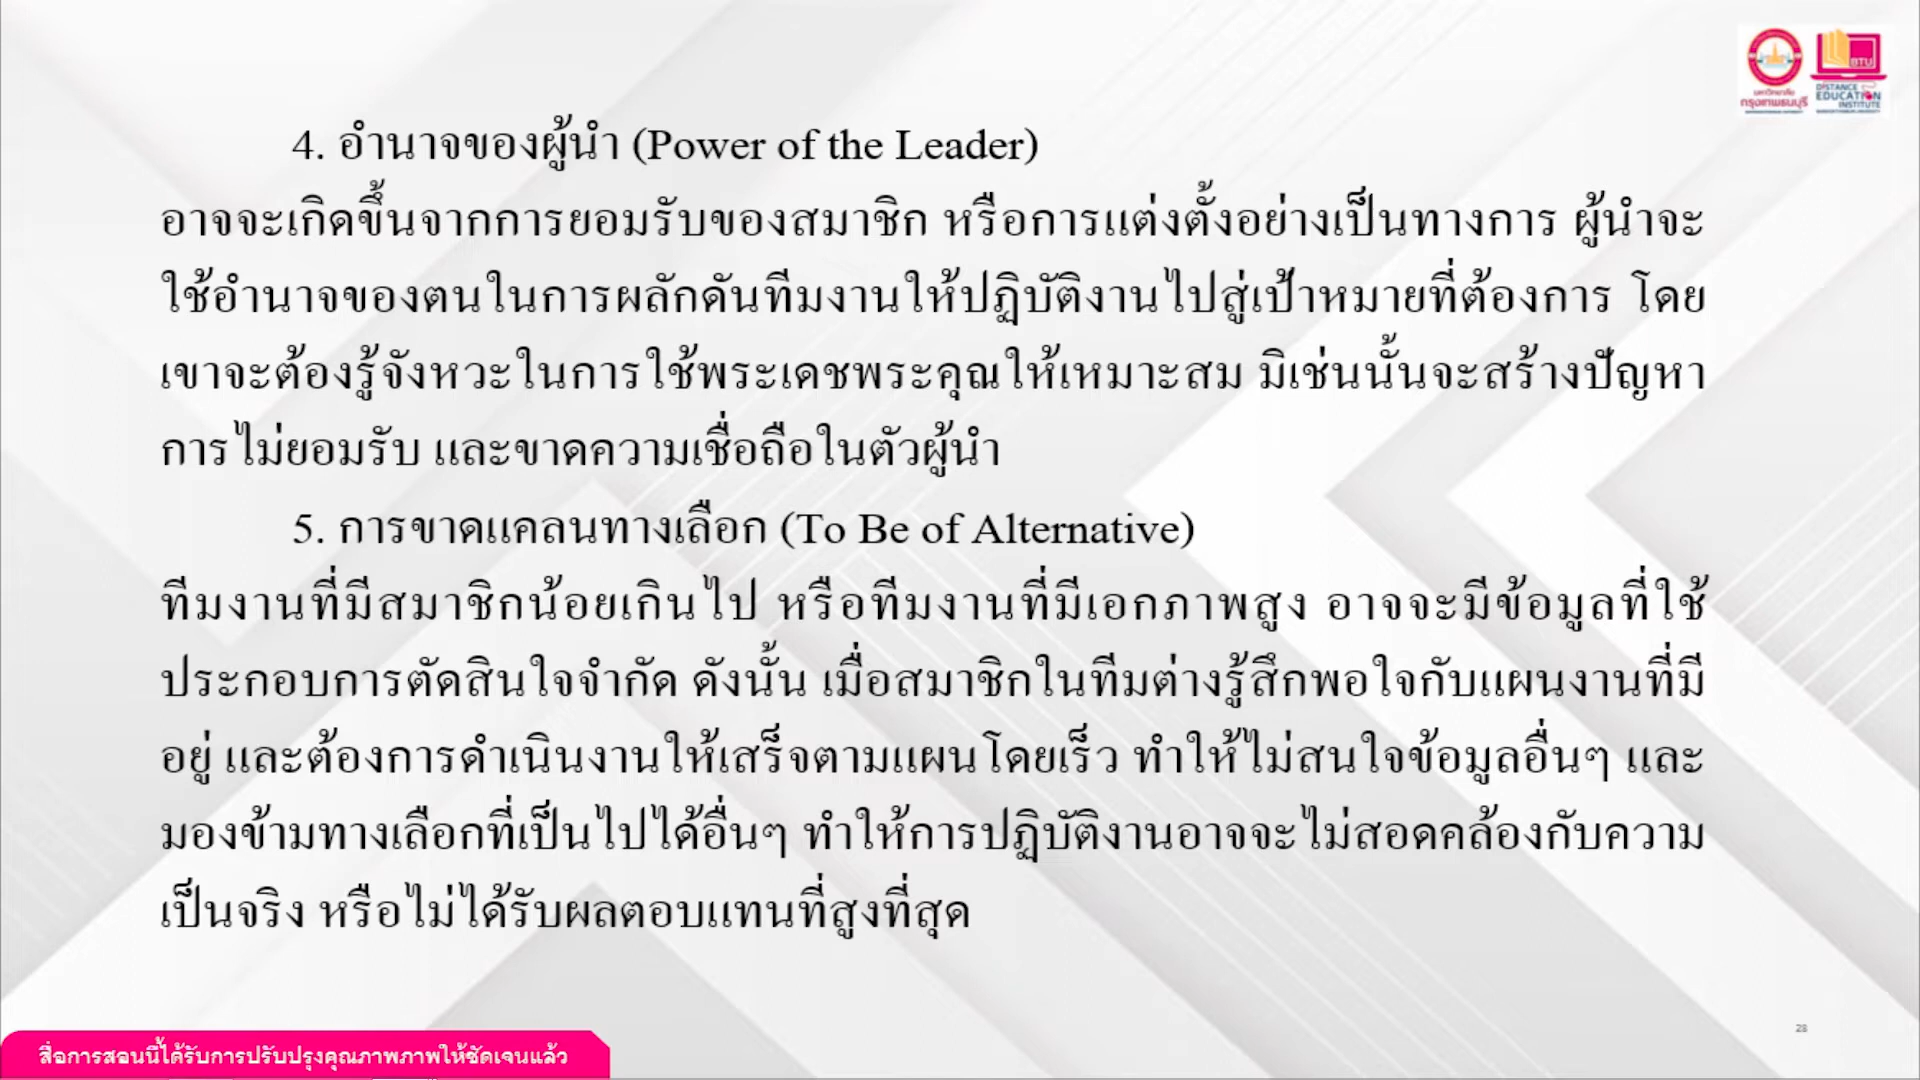 มหาวิทยาลัย
กรุงเทพธนบุรี
BTU
DISTANCE
EDUCATION
INSTITUTE
4. อำนาจของผู้นำ (Power of the Leader)
อาจจะเกิดขึ้นจากการยอมรับของสมาชิก หรือการแต่งตั้งอย่างเป็นทางการ ผู้นำจะ
ใช้อำนาจของตนในการผลักดันทีมงานให้ปฏิบัติงานไปสู่เป้าหมายที่ต้องการ โดย
เขาจะต้องรู้จังหวะในการใช้พระเดชพระคุณให้เหมาะสม มิเช่นนั้นจะสร้างปัญหา
การไม่ยอมรับ และขาดความเชื่อถือในตัวผู้นำ
5. การขาดแคลนทางเลือก (To Be of Alternative)
ทีมงานที่มีสมาชิกน้อยเกินไป หรือทีมงานที่มีเอกภาพสูง อาจจะมีข้อมูลที่ใช้
ประกอบการตัดสินใจจำกัด ดังนั้น เมื่อสมาชิกในทีมต่างรู้สึกพอใจกับแผนงานที่มี
อยู่ และต้องการดำเนินงานให้เสร็จตามแผนโดยเร็ว ทำให้ไม่สนใจข้อมูลอื่นๆ และ
มองข้ามทางเลือกที่เป็นไปได้อื่นๆ ทำให้การปฏิบัติงานอาจจะไม่สอดคล้องกับความ
เป็นจริง หรือไม่ได้รับผลตอบแทนที่สูงที่สุด
28
สื่อการสอนนี้ได้รับการปรับปรุงคุณภาพภาพให้ชัดเจนแล้ว